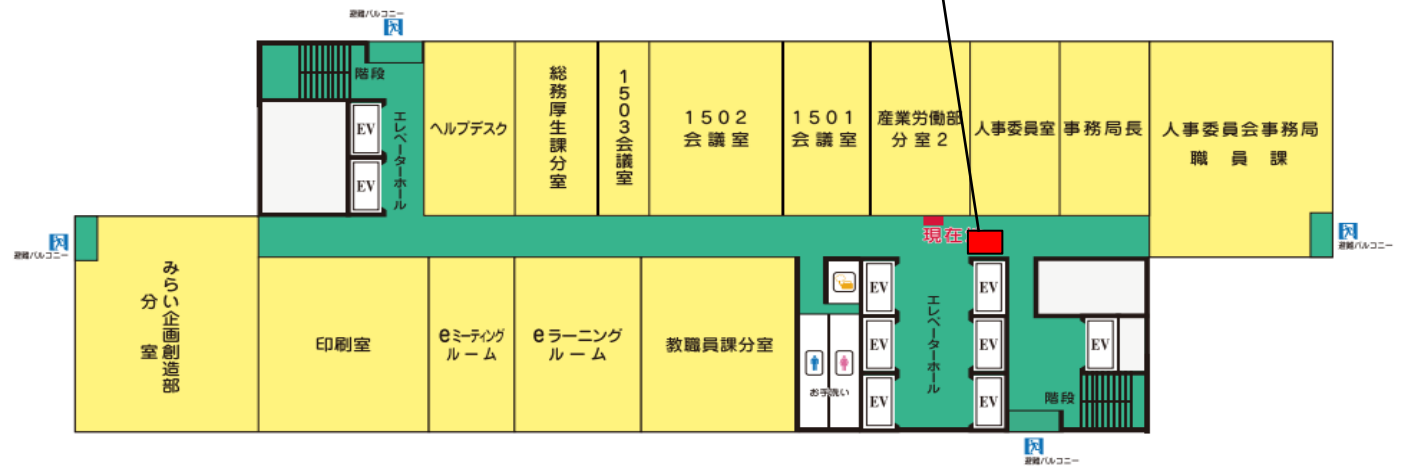 避難バルコニー
階段
EV
EV
エレベーターホール
ヘルプデスク
総務厚生課分室
1503会議室
1502
会議室
1501
会議室
産業労働部
分室2
人事委員室
事務局長
人事委員会事務局
職員課
避難バルコニー
避難バルコニー
現在
みらい企画創造部
分室
印刷室
eミーティング
ルーム
eラーニング
ルーム
教職員課分室
お手洗い
EV
EV
EV
エレベーターホール
EV
EV
EV
EV
階段
避難バルコニー